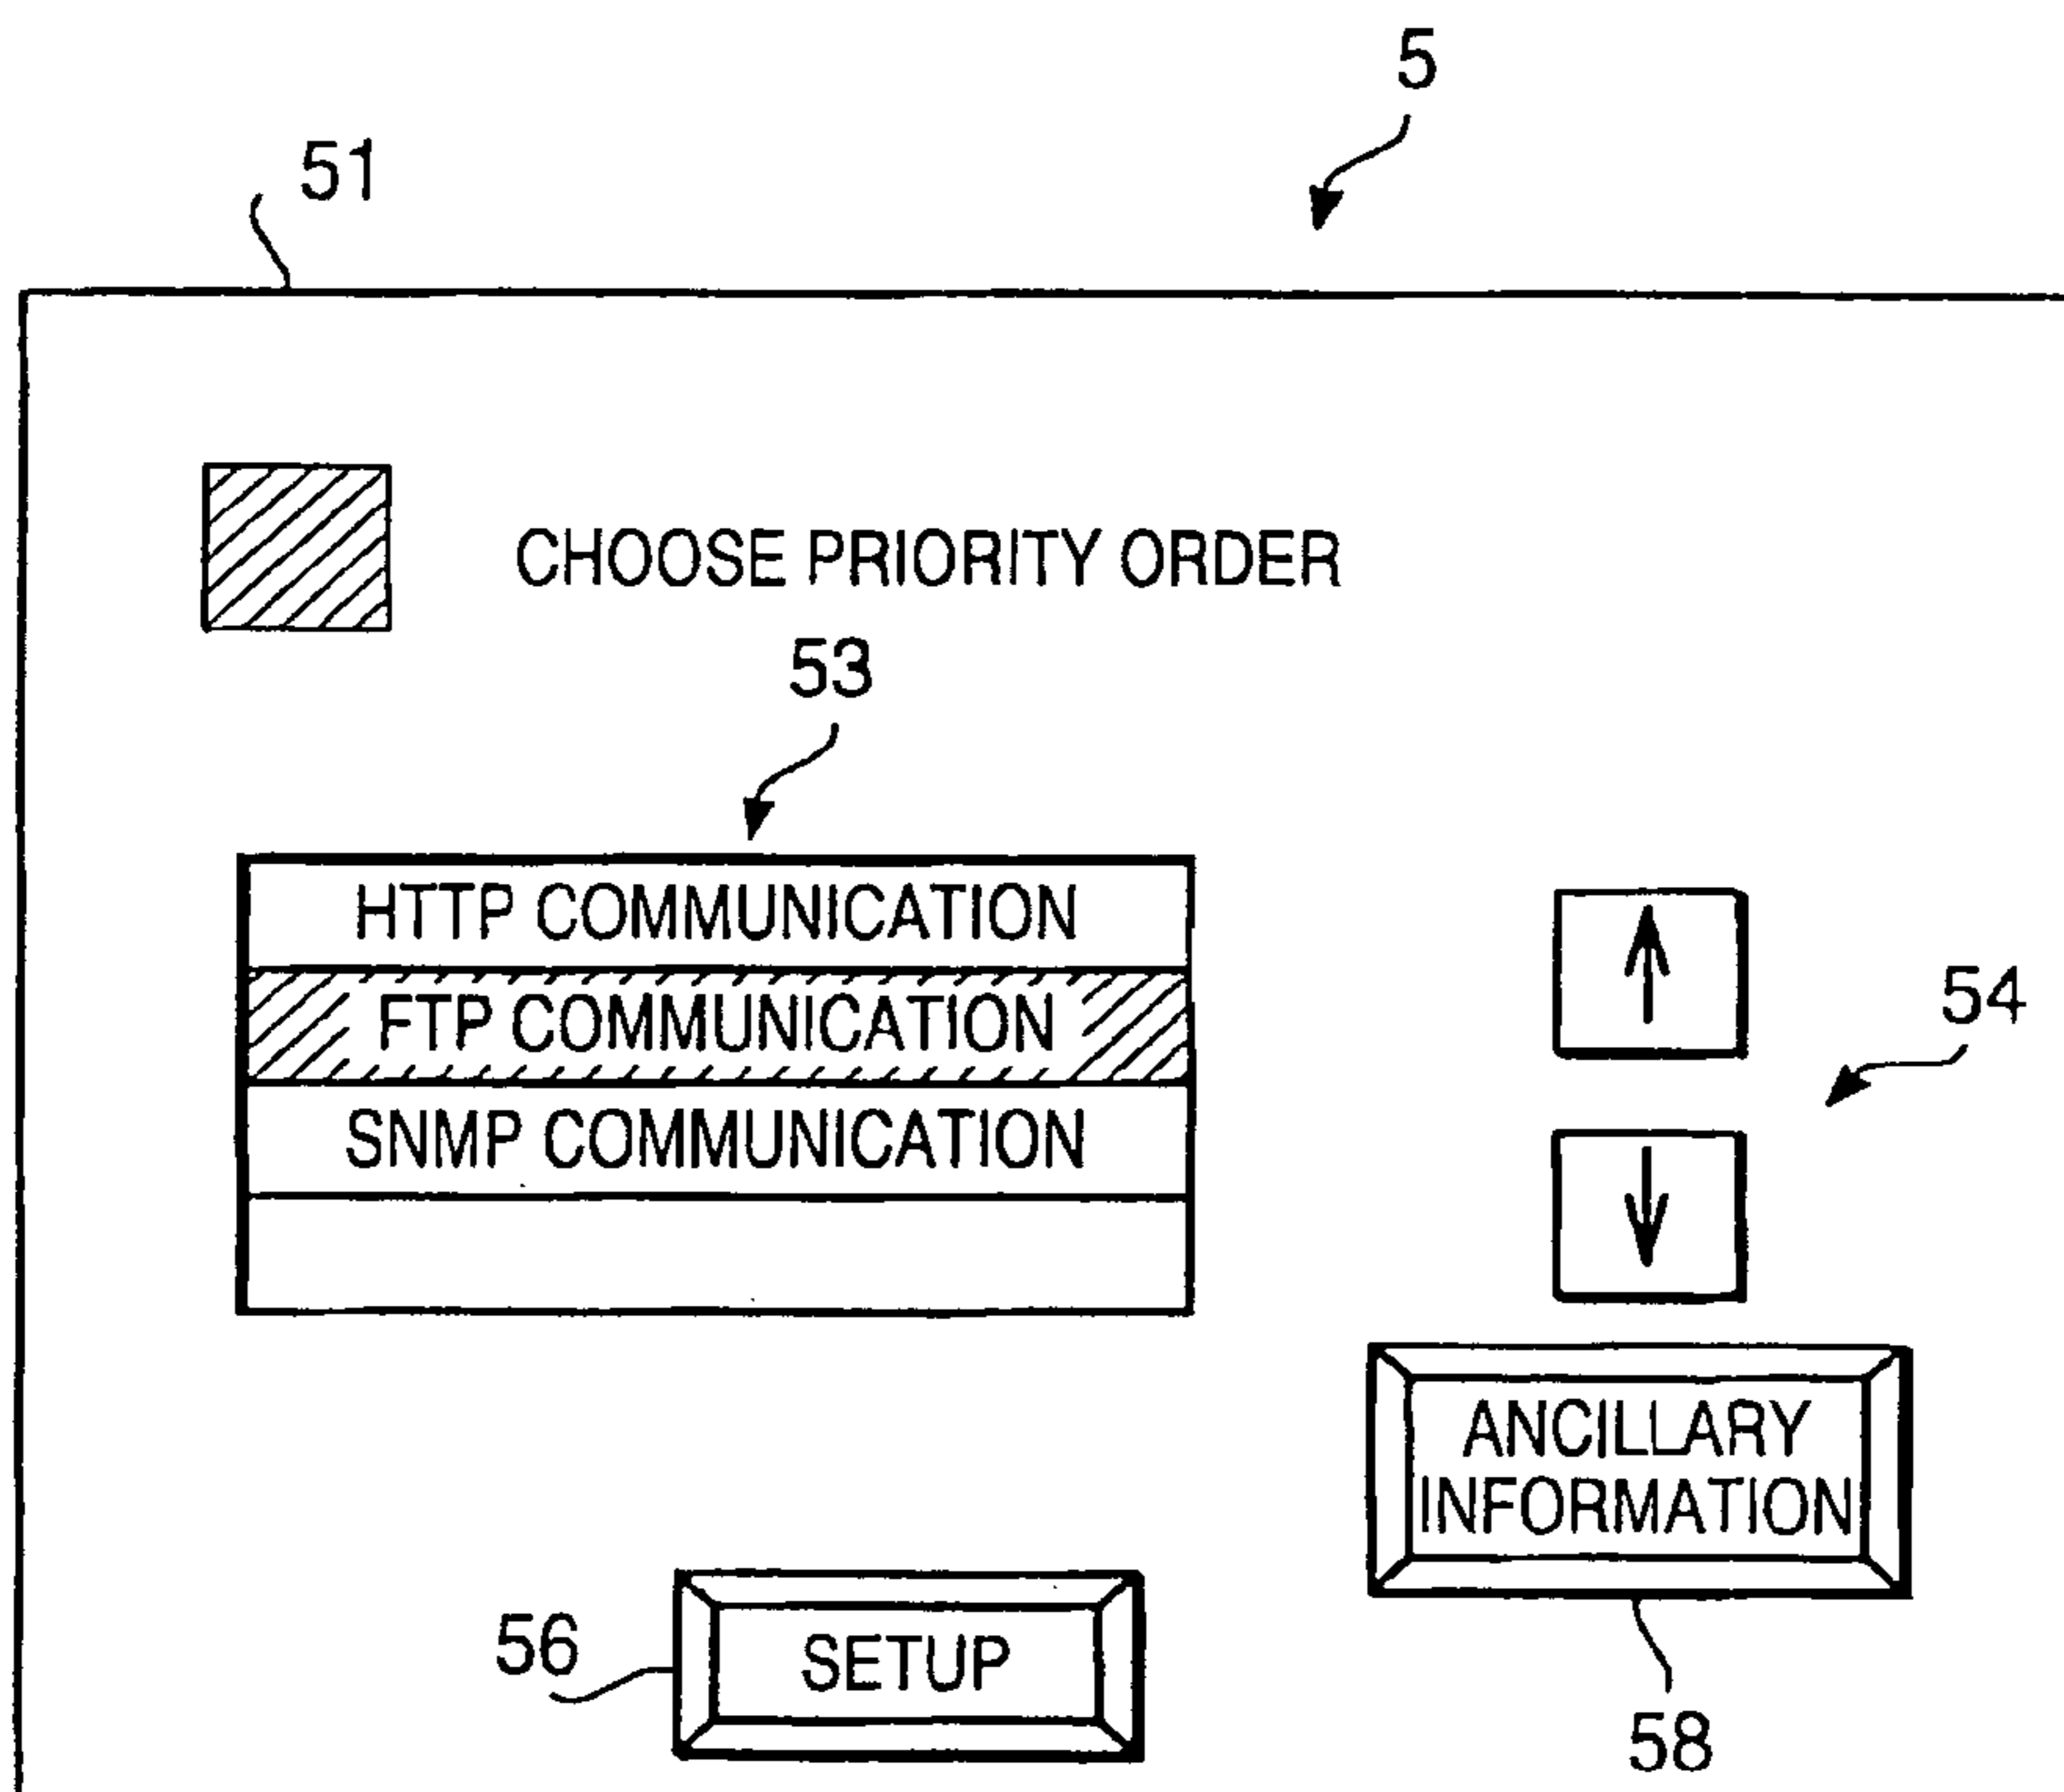 5
51
CHOOSE PRIORITY ORDER
53
HTTP COMMUNICATION
FTP COMMUNICATION
54
SNMP COMMUNICATION
ANCILLARY
INFORMATION
56
SETUP
58